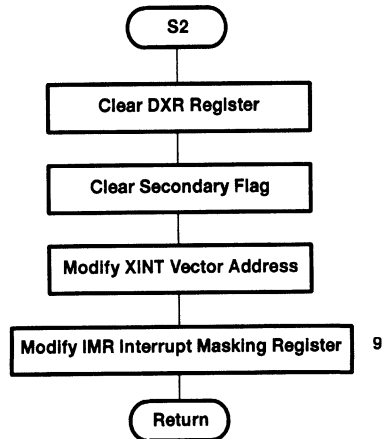 S2
Clear DXR Register
Clear Secondary Flag
Modify XINT Vector Address
Modify IMR Interrupt Masking Register 9
Return